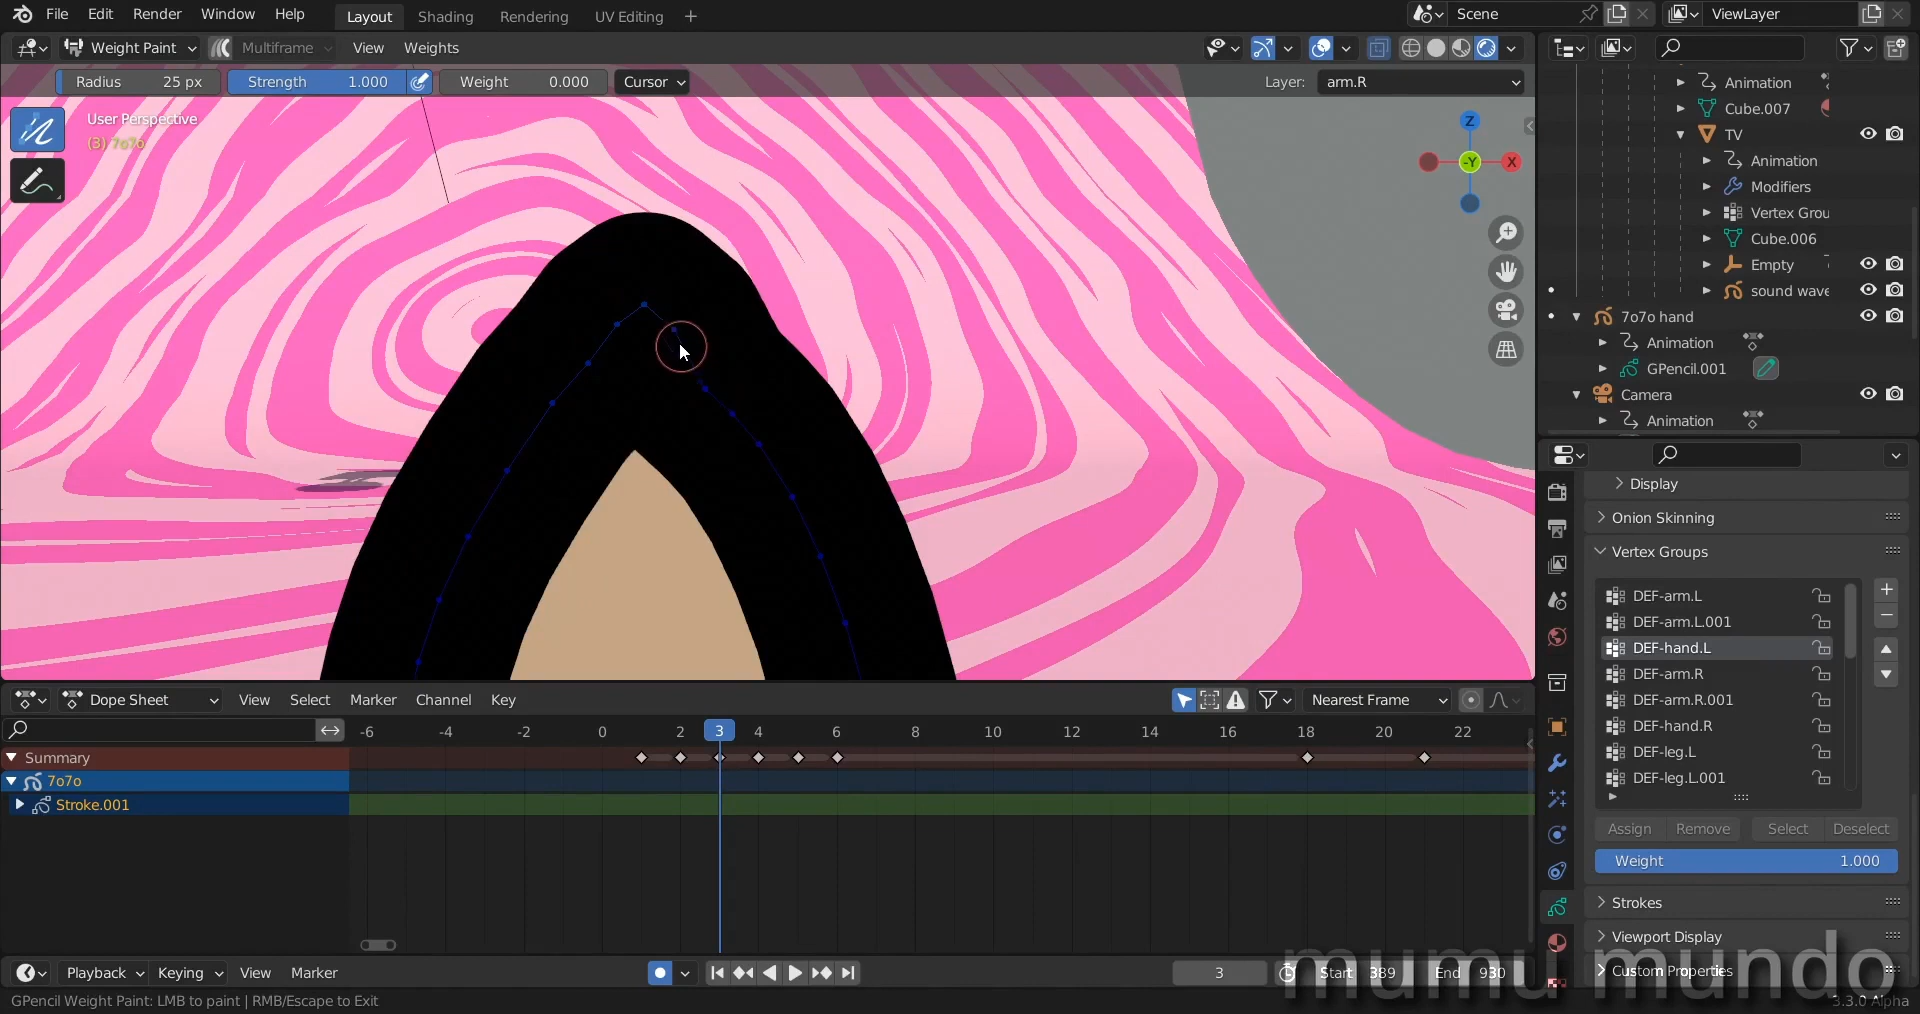 File Edit Render Window Help Layout Shading Rendering UV Editing Scene ViewLayer
Weight Paint Multiframe View Weights
Radius 25 px Strength 1.000 Weight 0.000 Cursor Layer: arm.R
User Perspective
(3) 7o7o
Z
-Y X
Animation
Cube.007
TV
Animation
Modifiers
Vertex Grou
Cube.006
Empty
sound wave
7o7o hand
Animation
GPencil.001
Camera
Animation
Display
Onion Skinning
Vertex Groups
DEF-arm.L
DEF-arm.L.001
DEF-hand.L
DEF-arm.R
DEF-arm.R.001
DEF-hand.R
DEF-leg.L
DEF-leg.L.001
Assign Remove Select Deselect
Weight 1.000
Strokes
Viewport Display
Custom Properties
Dope Sheet View Select Marker Channel Key Nearest Frame
-6 -4 -2 0 2 3 4 6 8 10 12 14 16 18 20 22
Summary
7o7o
Stroke.001
Playback Keying View Marker 3 Start 389 End 930
mumu mundo
GPencil Weight Paint: LMB to paint | RMB/Escape to Exit 3.3.0 Alpha